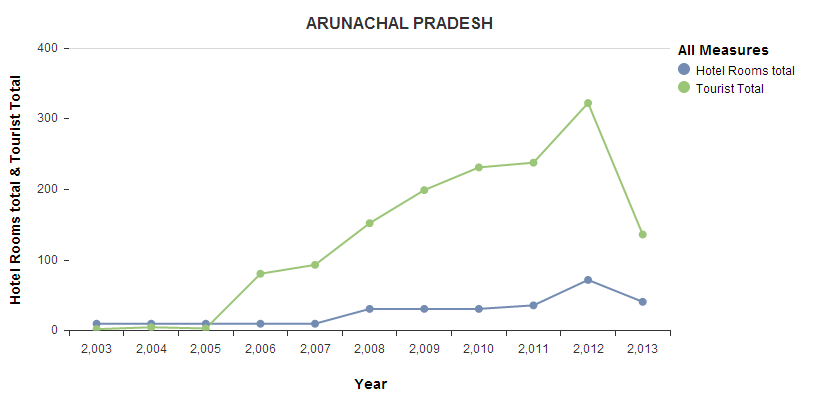 ARUNACHAL PRADESH
All Measures
Hotel Rooms total
Tourist Total
Hotel Rooms total & Tourist Total
400
300
200
100
0
2,003 2,004 2,005 2,006 2,007 2,008 2,009 2,010 2,011 2,012 2,013
Year